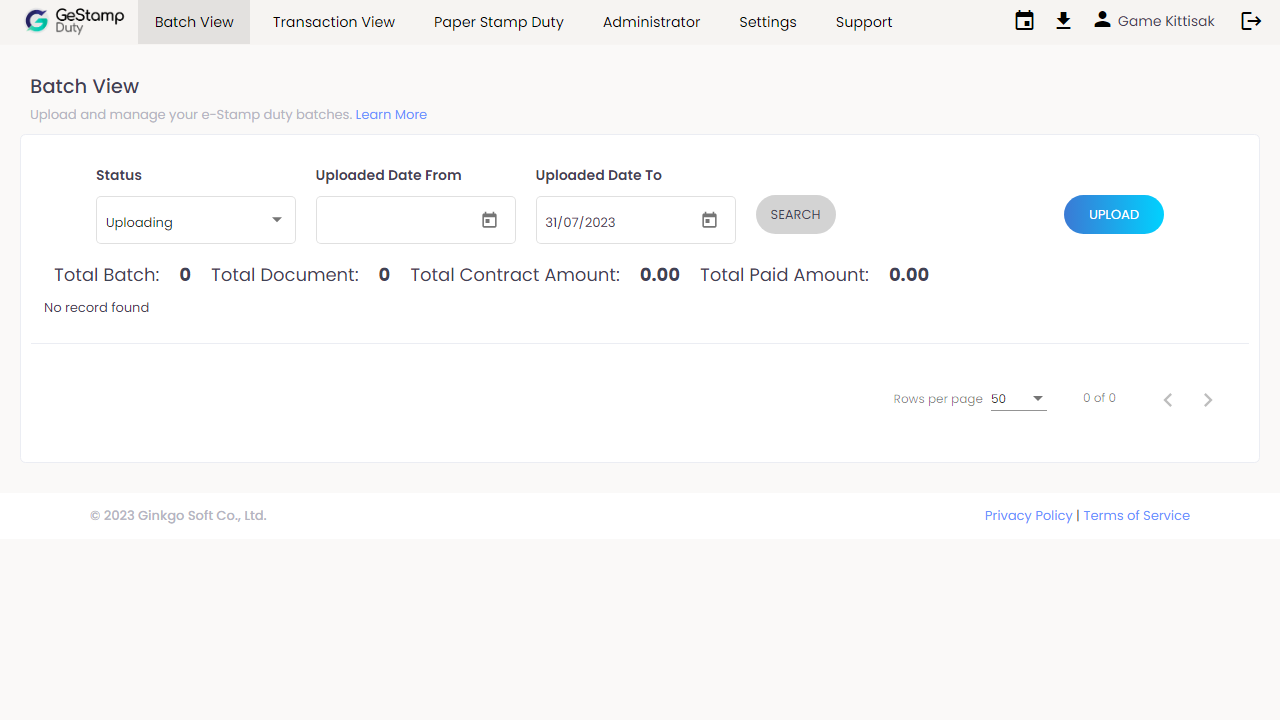 GeStamp
Duty
Batch View
Transaction View
Paper Stamp Duty
Administrator
Settings
Support
Game Kittisak
Batch View
Upload and manage your e-Stamp duty batches. Learn More
Status
Uploaded Date From
Uploaded Date To
Uploading
31/07/2023
SEARCH
UPLOAD
Total Batch: 0 Total Document: 0 Total Contract Amount: 0.00 Total Paid Amount: 0.00
No record found
Rows per page 50 0 of 0
© 2023 Ginkgo Soft Co., Ltd.
Privacy Policy | Terms of Service